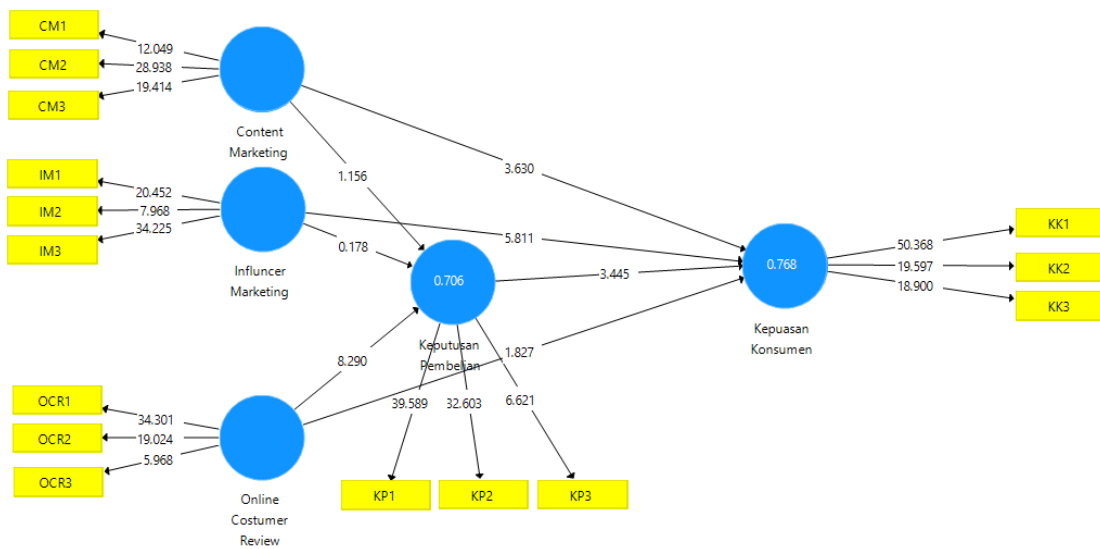 CM1
12.049
CM2
28.938
CM3
19.414
Content
Marketing
3.630
1.156
IM1
20.452
IM2
7.968
IM3
34.225
Influncer
Marketing
5.811
0.178
0.706
3.445
0.768
Keputusan
Pembelian
Kepuasan
Konsumen
50.368
KK1
19.597
KK2
18.900
KK3
1.827
8.290
OCR1
34.301
OCR2
19.024
OCR3
5.968
Online
Costumer
Review
39.589
32.603
6.621
KP1
KP2
KP3